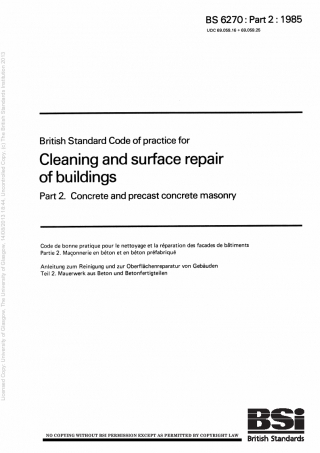 BS 6270 : Part 2 : 1985
UDC 69.059.16 + 69.059.25
British Standard Code of practice for
Cleaning and surface repair
of buildings
Part 2. Concrete and precast concrete masonry
Code de bonne pratique pour le nettoyage et la réparation des facades de bâtiments
Partie 2. Maçonnerie en béton et en béton préfabriqué
Anleitung zum Reinigung und zur Oberflächenreparatur von Gebäuden
Teil 2. Mauerwerk aus Beton und Betonfertigteilen
BSi
British Standards
NO COPYING WITHOUT BSI PERMISSION EXCEPT AS PERMITTED BY COPYRIGHT LAW
Licensed Copy: University of Glasgow, The University of Glasgow, 14/09/2013 19:44, Uncontrolled Copy, (c) The British Standards Institution 2013